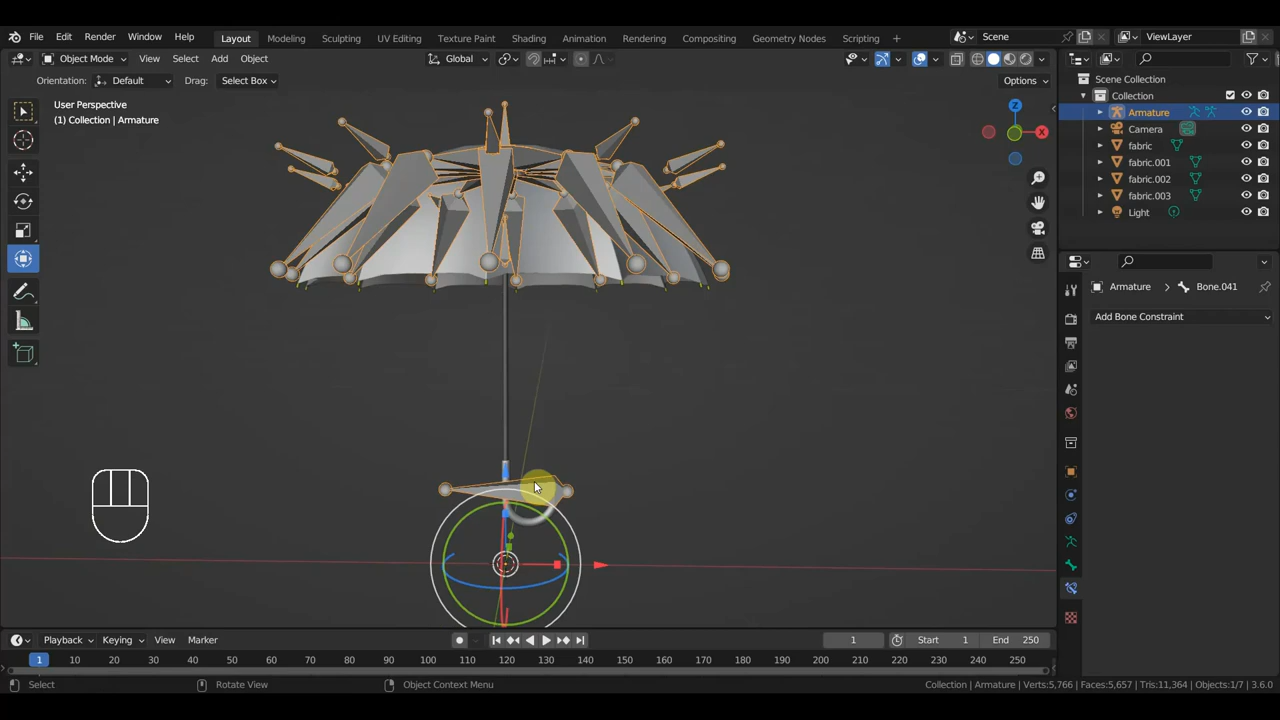 File Edit Render Window Help Layout Modeling Sculpting UV Editing Texture Paint Shading Animation Rendering Compositing Geometry Nodes Scripting + Scene ViewLayer
Object Mode View Select Add Object Global Options
Orientation: Default Drag: Select Box
User Perspective
(1) Collection | Armature
Z
X
Scene Collection
Collection
Armature
Camera
fabric
fabric.001
fabric.002
fabric.003
Light
Armature > Bone.041
Add Bone Constraint
Playback Keying View Marker 1 Start 1 End 250
1 10 20 30 40 50 60 70 80 90 100 110 120 130 140 150 160 170 180 190 200 210 220 230 240 250
Select Rotate View Object Context Menu Collection | Armature | Verts:5,766 | Faces:5,657 | Tris:11,364 | Objects:1/7 | 3.6.0